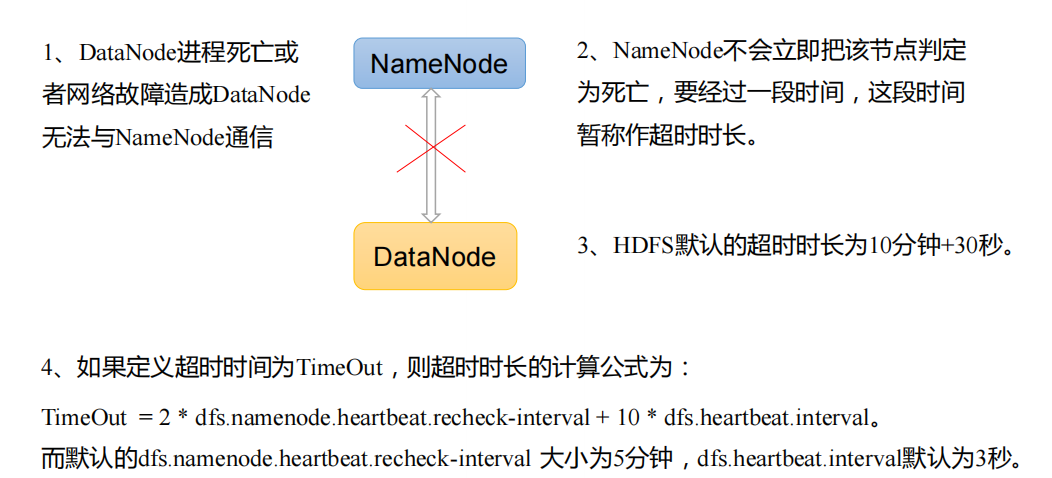 1、DataNode进程死亡或
者网络故障造成DataNode
无法与NameNode通信
NameNode
DataNode
2、NameNode不会立即把该节点判定
为死亡，要经过一段时间，这段时间
暂称作超时时长。
3、HDFS默认的超时时长为10分钟+30秒。
4、如果定义超时时间为TimeOut，则超时时长的计算公式为：
TimeOut = 2 * dfs.namenode.heartbeat.recheck-interval + 10 * dfs.heartbeat.interval。
而默认的dfs.namenode.heartbeat.recheck-interval 大小为5分钟，dfs.heartbeat.interval默认为3秒。